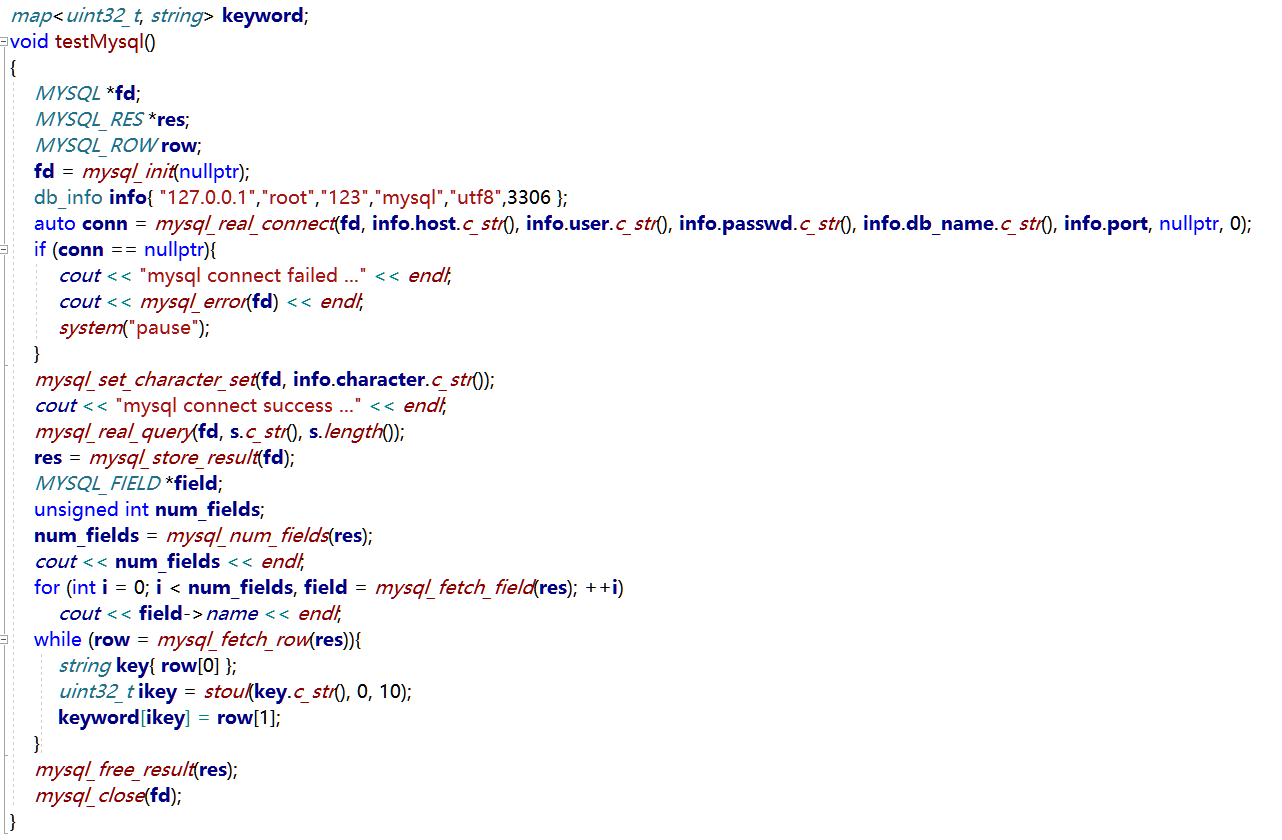 map<uint32_t, string> keyword;
void testMysql()
{
MYSQL *fd;
MYSQL_RES *res;
MYSQL_ROW row;
fd = mysql_init(nullptr);
db_info info{ "127.0.0.1","root","123","mysql","utf8",3306 };
auto conn = mysql_real_connect(fd, info.host.c_str(), info.user.c_str(), info.passwd.c_str(), info.db_name.c_str(), info.port, nullptr, 0);
if (conn == nullptr){
cout << "mysql connect failed ..." << endl;
cout << mysql_error(fd) << endl;
system("pause");
}
mysql_set_character_set(fd, info.character.c_str());
cout << "mysql connect success ..." << endl;
mysql_real_query(fd, s.c_str(), s.length());
res = mysql_store_result(fd);
MYSQL_FIELD *field;
unsigned int num_fields;
num_fields = mysql_num_fields(res);
cout << num_fields << endl;
for (int i = 0; i < num_fields, field = mysql_fetch_field(res); ++i)
cout << field->name << endl;
while (row = mysql_fetch_row(res)){
string key{ row[0] };
uint32_t ikey = stoul(key.c_str(), 0, 10);
keyword[ikey] = row[1];
}
mysql_free_result(res);
mysql_close(fd);
}